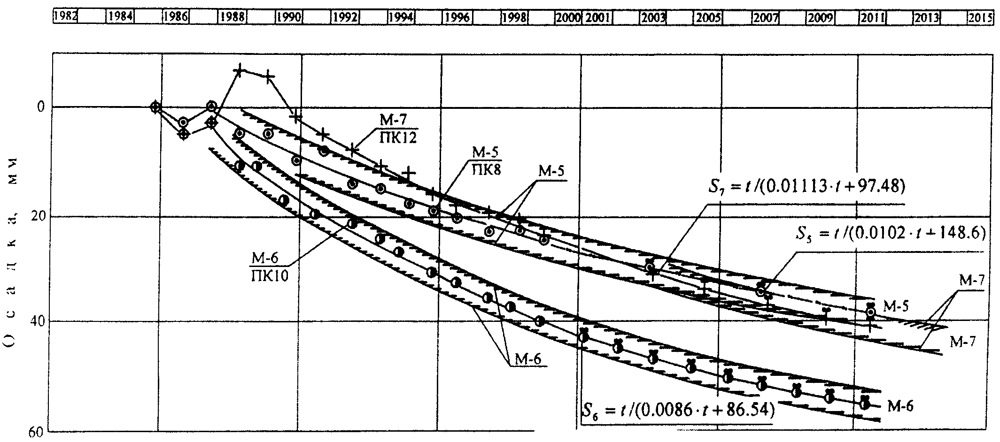 1982 1984 1986 1988 1990 1992 1994 1996 1998 2000 2001 2003 2005 2007 2009 2011 2013 2015
0
20
40
60
Осадка, мм
М-7
ПК12
М-5
ПК8
М-5
S₇ = t/(0.01113·t+97.48)
S₅ = t/(0.0102·t+148.6)
М-6
ПК10
М-7
М-5
М-7
М-6
S₆ = t/(0.0086·t+86.54)
М-6